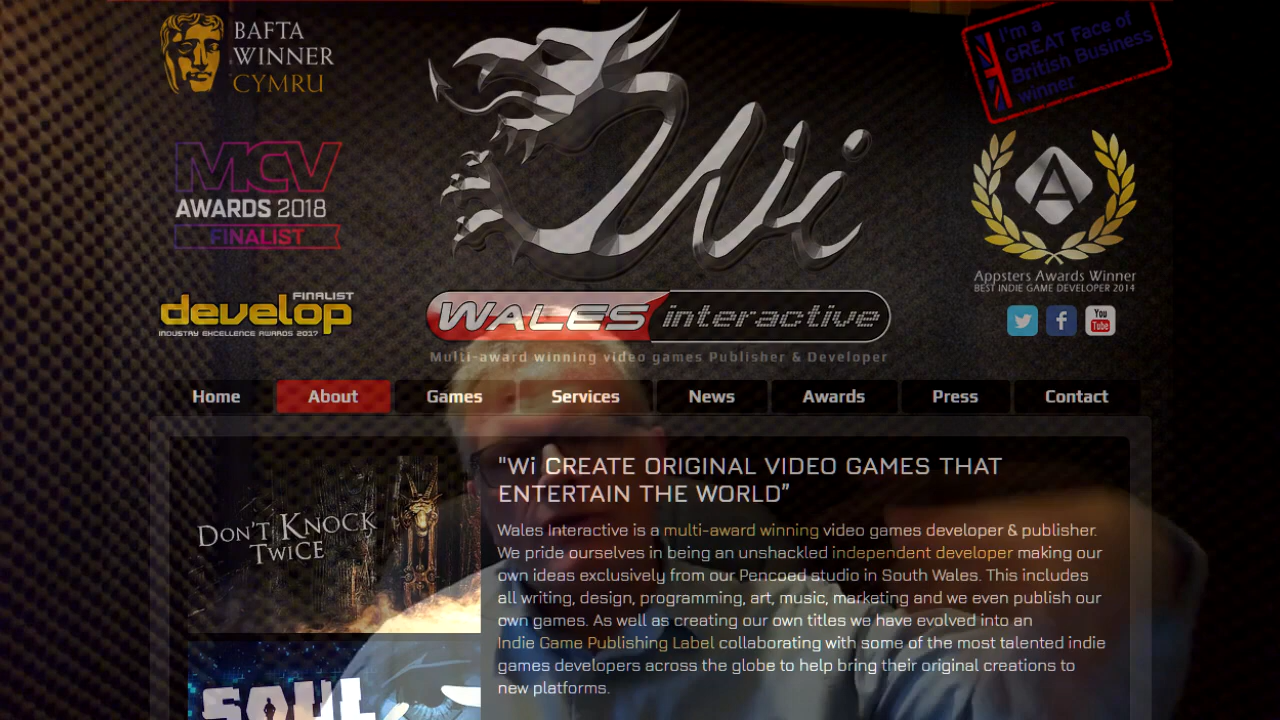 BAFTA
WINNER
CYMRU
I'm a
GREAT Face of
British Business
winner
MCV
AWARDS 2018
FINALIST
Wi
A
Appsters Awards Winner
BEST INDIE GAME DEVELOPER 2014
FINALIST
develop
INDUSTRY EXCELLENCE AWARDS 2017
You
Tube
WALES interactive
Multi-award winning video games Publisher & Developer
Home About Games Services News Awards Press Contact
"Wi CREATE ORIGINAL VIDEO GAMES THAT
ENTERTAIN THE WORLD”
DON'T KNOCK
TWICE
Wales Interactive is a multi-award winning video games developer & publisher.
We pride ourselves in being an unshackled independent developer making our
own ideas exclusively from our Pencoed studio in South Wales. This includes
all writing, design, programming, art, music, marketing and we even publish our
own games. As well as creating our own titles we have evolved into an
Indie Game Publishing Label collaborating with some of the most talented indie
games developers across the globe to help bring their original creations to
new platforms.
SOUL